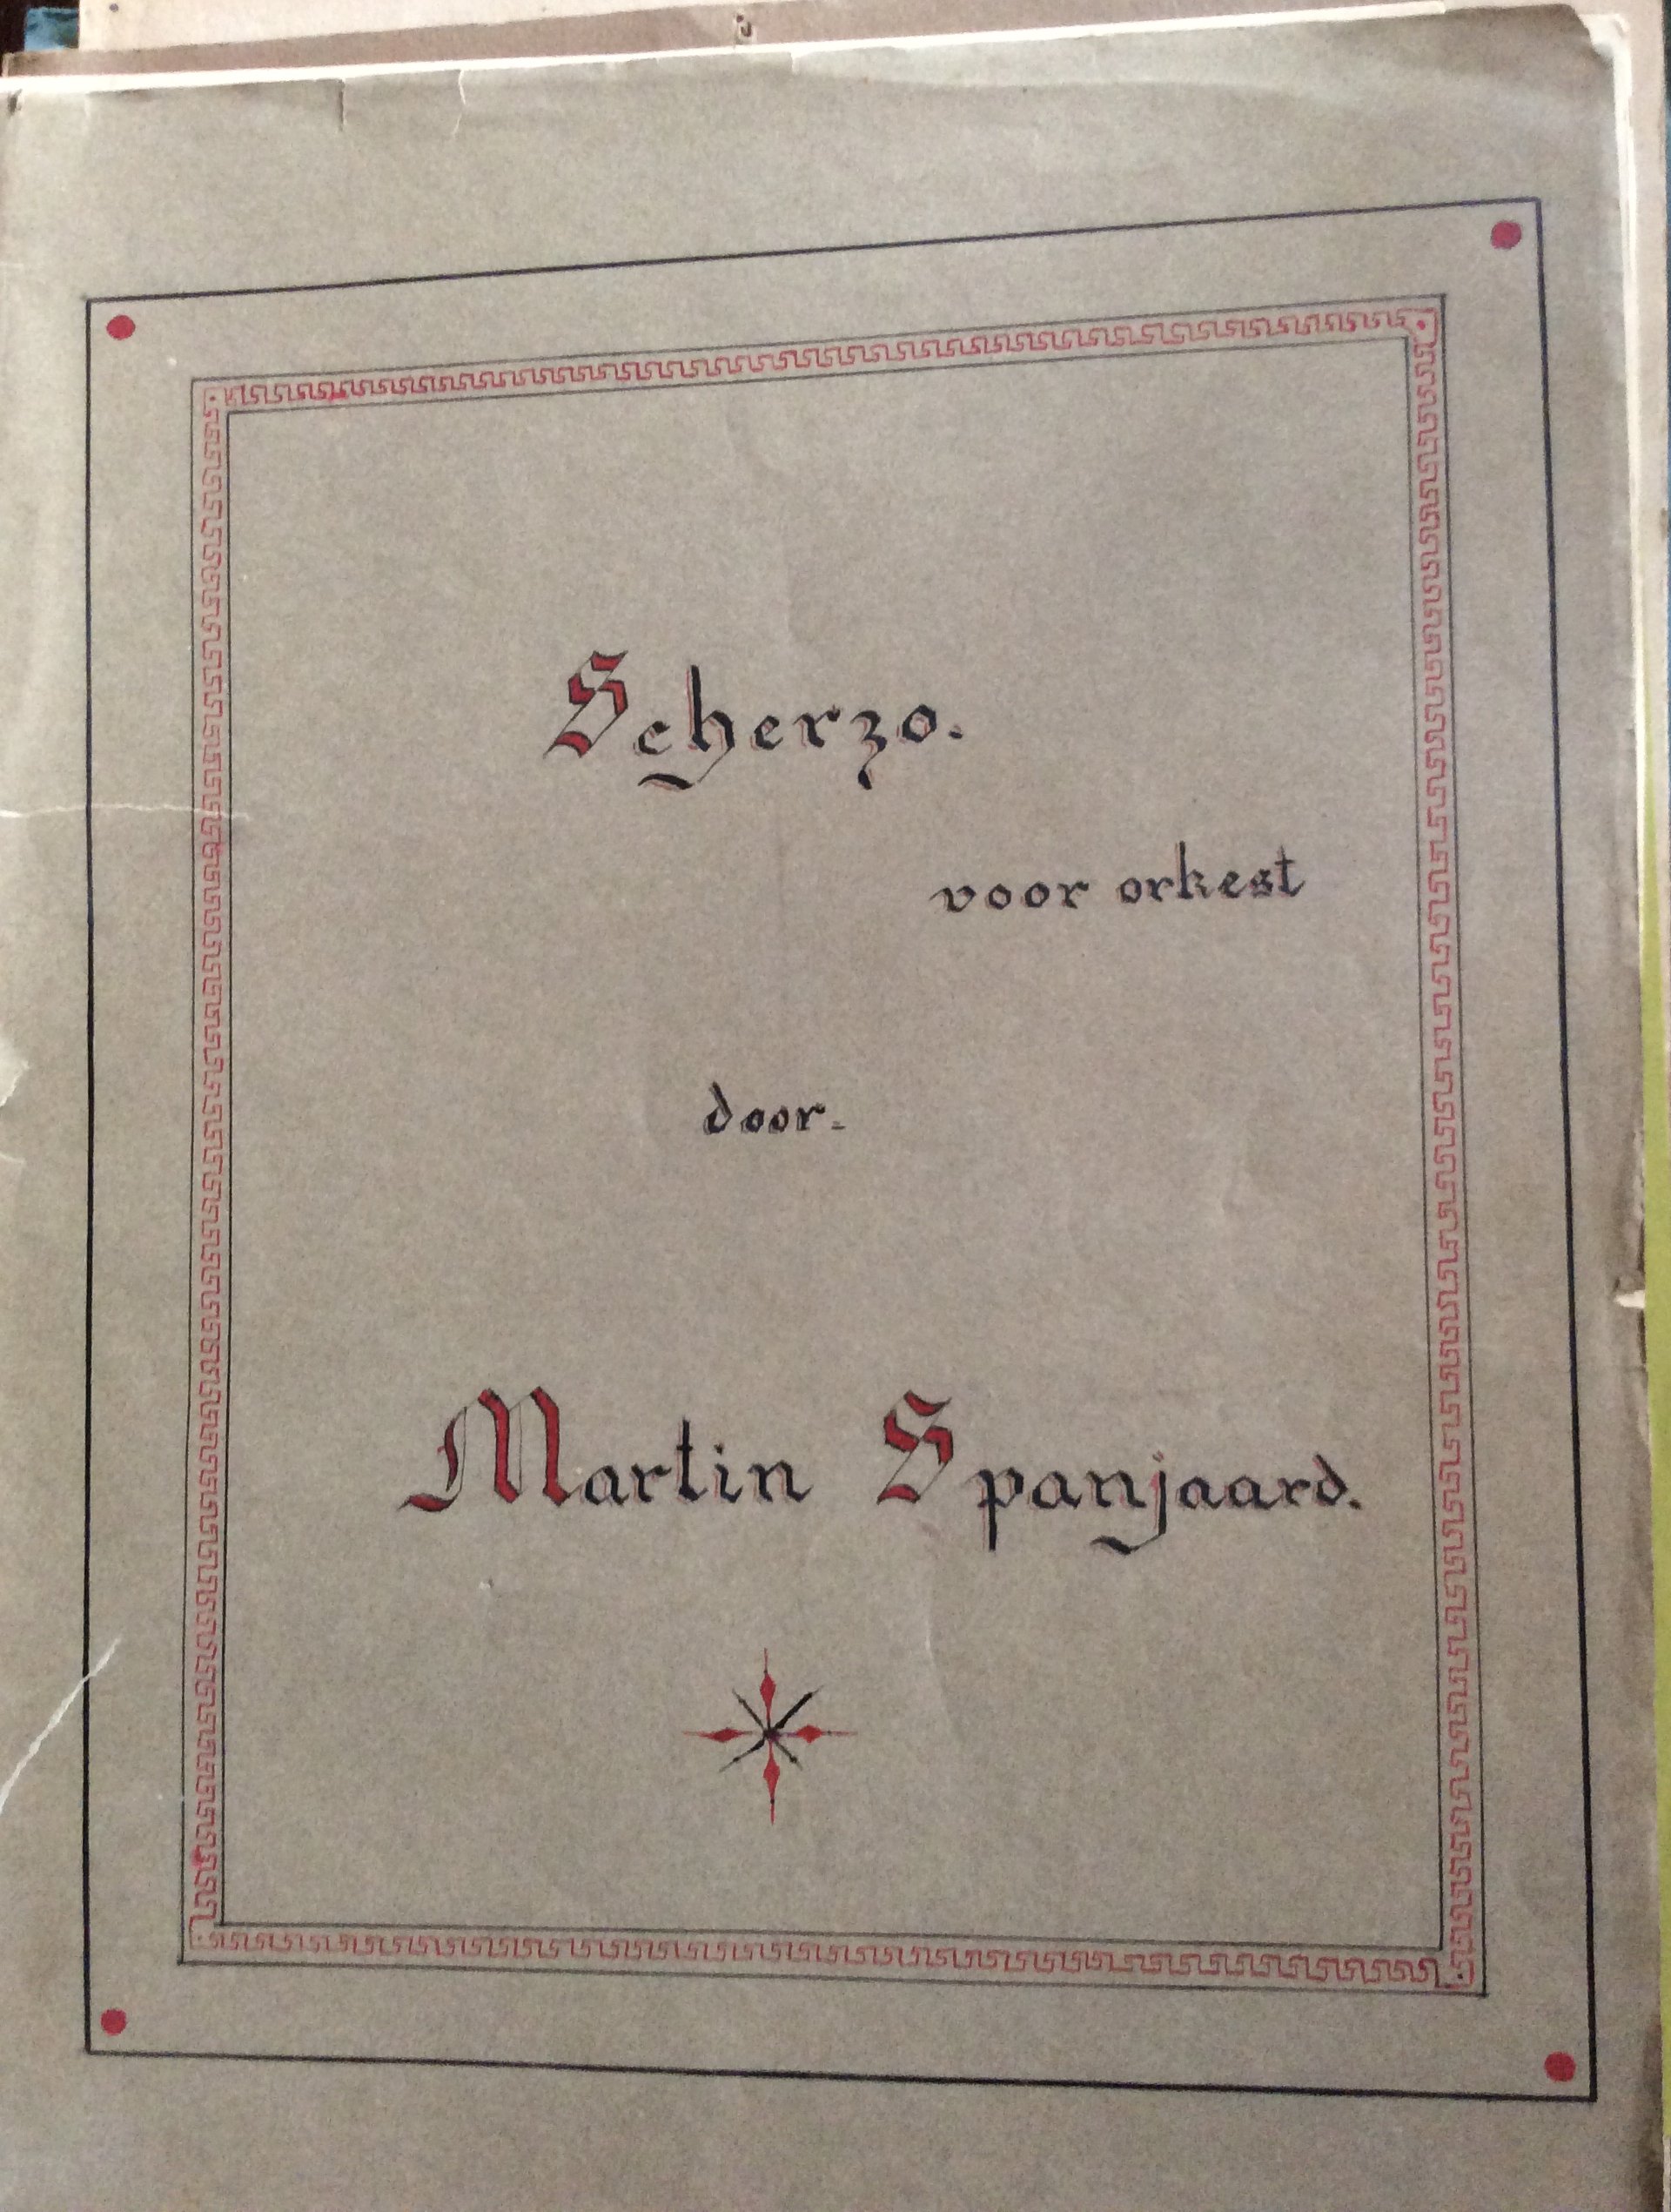 Scherzo.
voor orkest
door-
Martin Spanjaard.